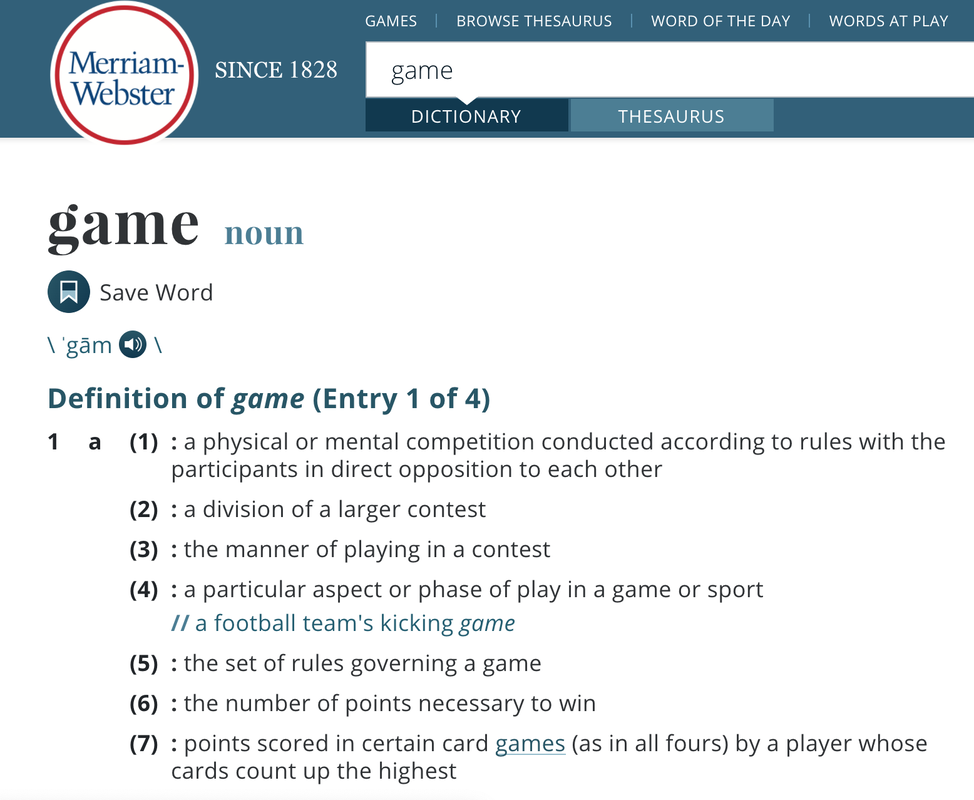 GAMES | BROWSE THESAURUS | WORD OF THE DAY | WORDS AT PLAY
Merriam-
Webster
SINCE 1828
game
DICTIONARY THESAURUS
game noun
Save Word
\ ˈgām \
Definition of game (Entry 1 of 4)
1 a (1) : a physical or mental competition conducted according to rules with the
participants in direct opposition to each other
(2) : a division of a larger contest
(3) : the manner of playing in a contest
(4) : a particular aspect or phase of play in a game or sport
// a football team's kicking game
(5) : the set of rules governing a game
(6) : the number of points necessary to win
(7) : points scored in certain card games (as in all fours) by a player whose
cards count up the highest